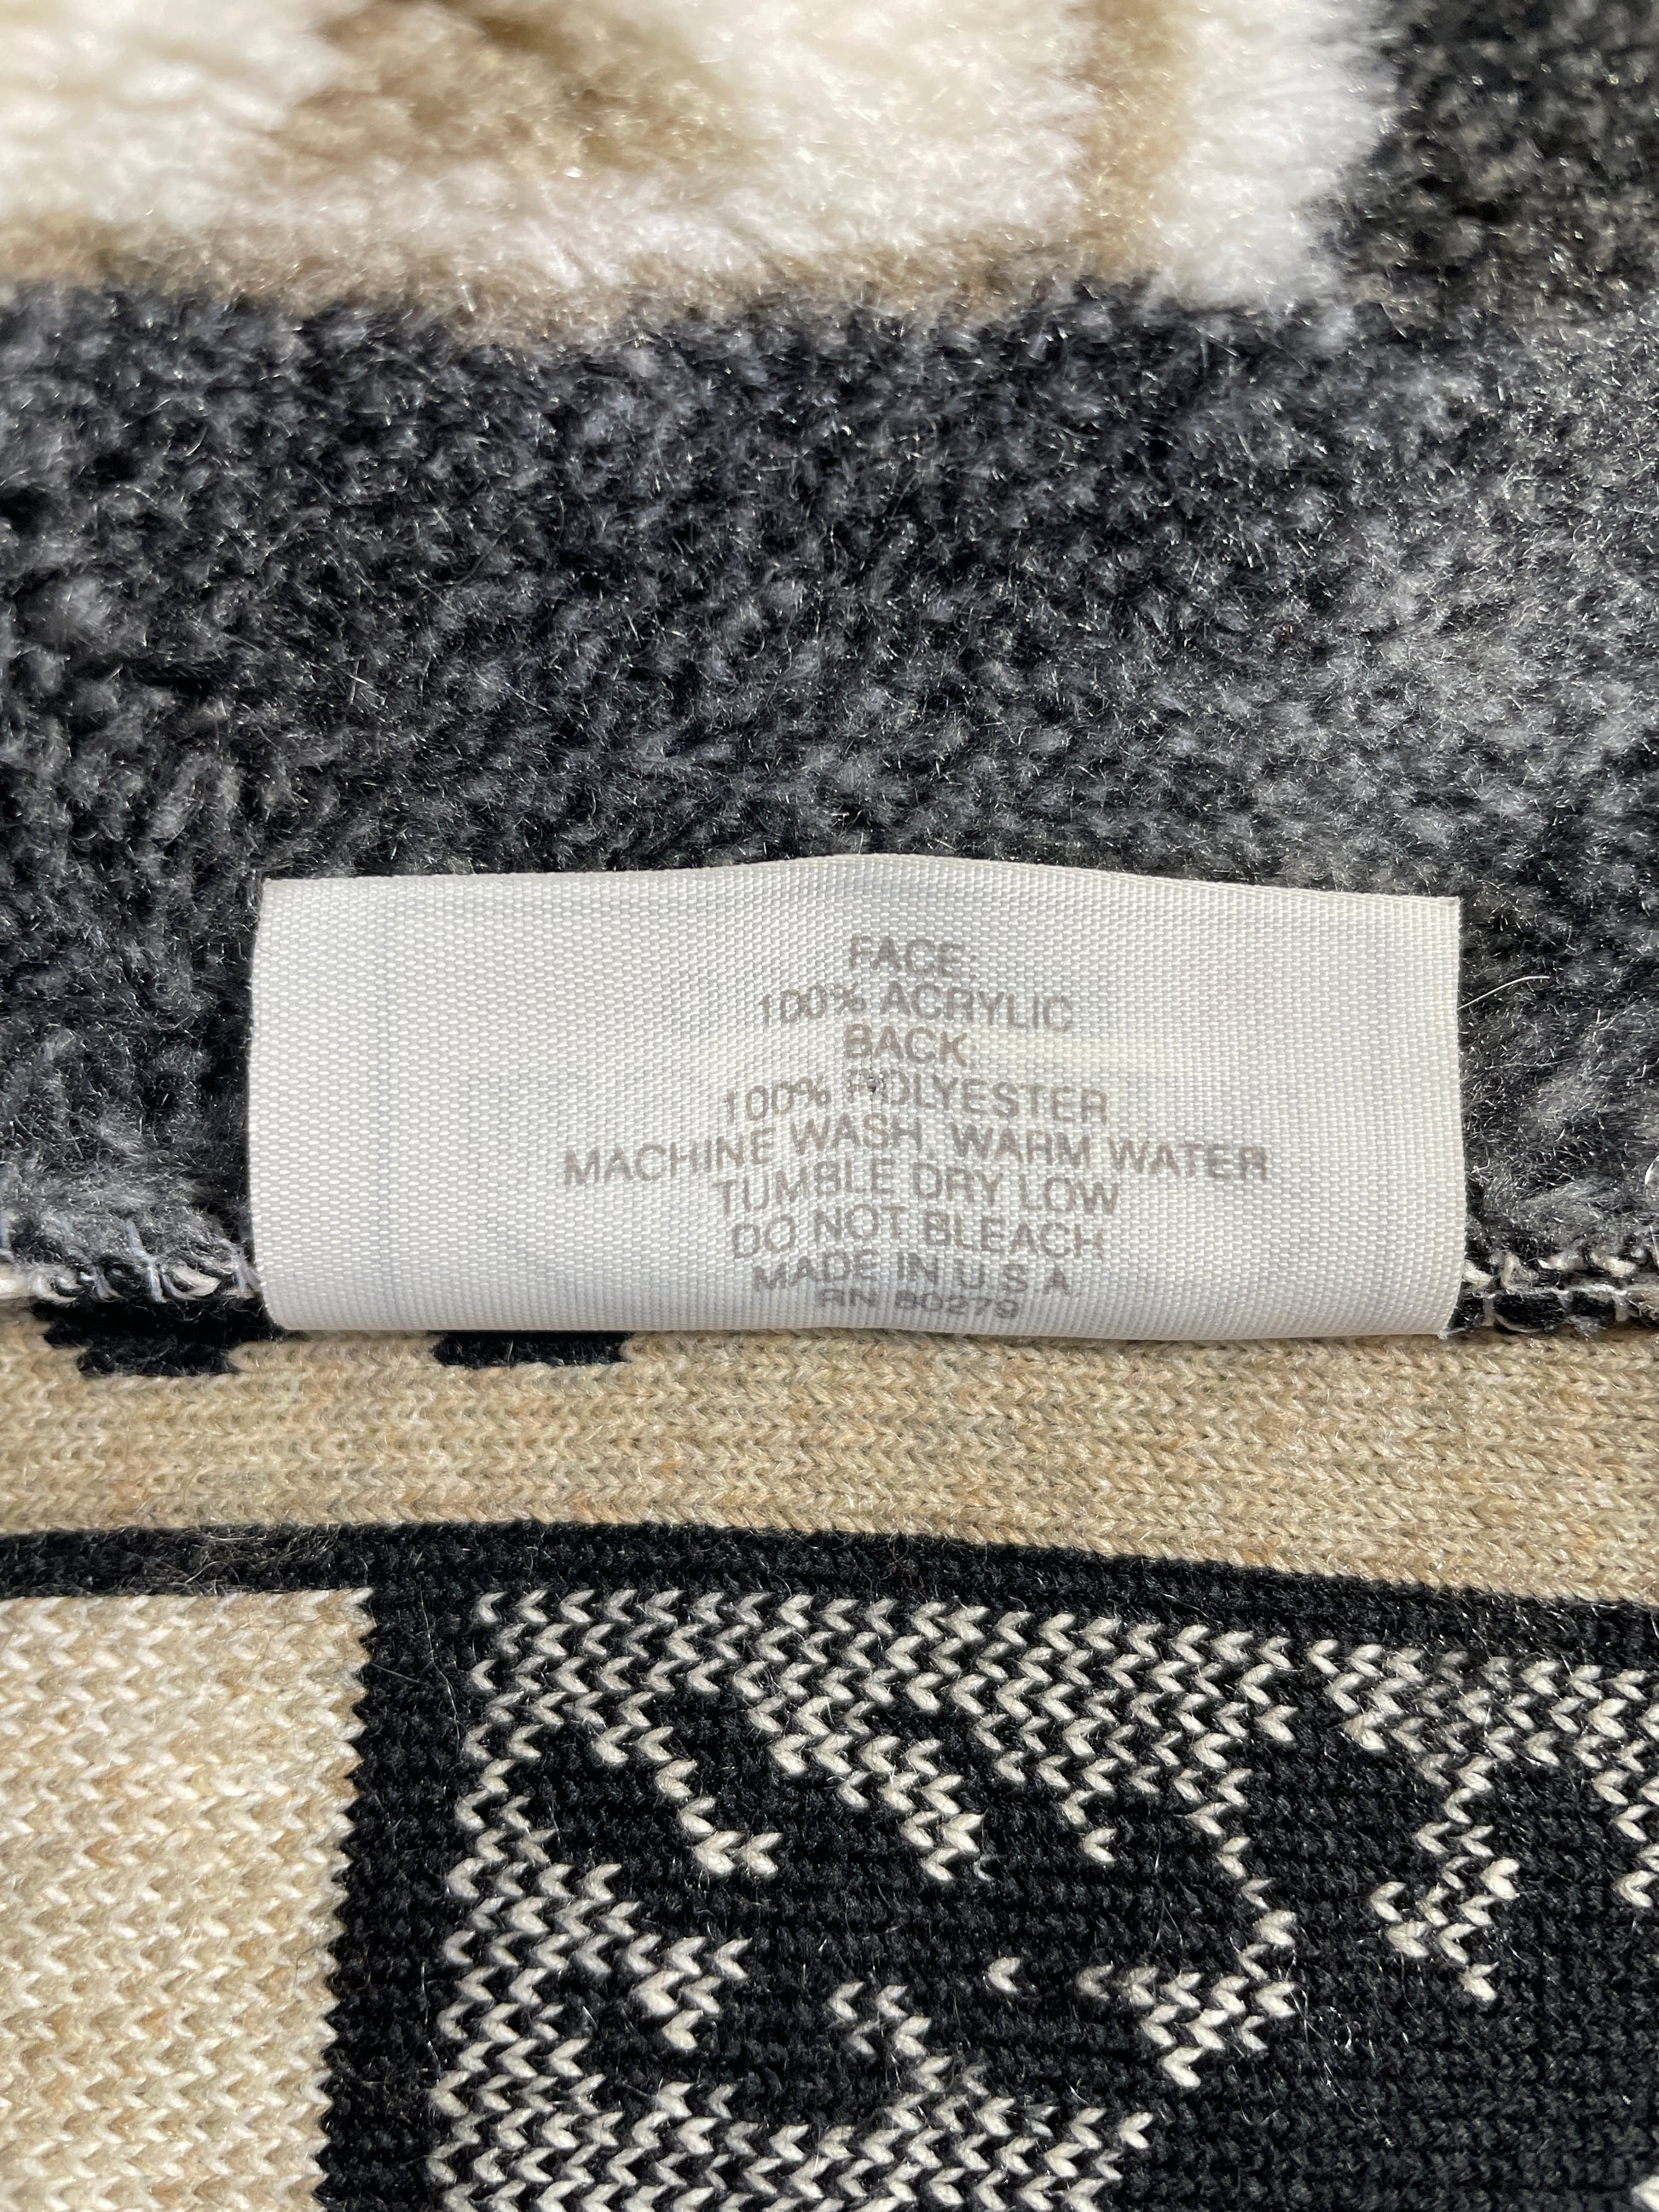 FACE:
100% ACRYLIC
BACK:
100% POLYESTER
MACHINE WASH, WARM WATER
TUMBLE DRY LOW
DO NOT BLEACH
MADE IN U.S.A.
RN 80279